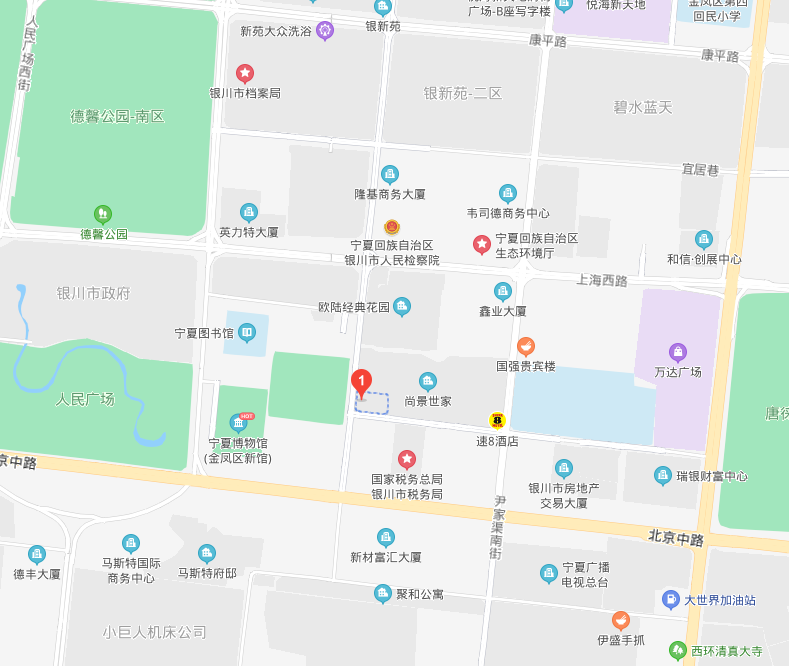 广场-B座写字楼
悦海新天地
金凤区第四
回民小学
人民广场西街
新苑大众洗浴
银新苑
康平路
康平路
银川市档案局
银新苑-二区
碧水蓝天
德馨公园-南区
宜居巷
隆基商务大厦
韦司德商务中心
德馨公园
英力特大厦
宁夏回族自治区
银川市人民检察院
宁夏回族自治区
生态环境厅
和信·创展中心
上海西路
银川市政府
欧陆经典花园
鑫业大厦
宁夏图书馆
国强贵宾楼
万达广场
1
人民广场
尚景世家
唐徕
HOT
宁夏博物馆
(金凤区新馆)
8
速8酒店
京中路
国家税务总局
银川市税务局
银川市房地产
交易大厦
瑞银财富中心
尹家渠南街
北京中路
德丰大厦
马斯特国际
商务中心
马斯特府邸
新材富汇大厦
宁夏广播
电视总台
聚和公寓
大世界加油站
小巨人机床公司
伊盛手抓
西环清真大寺